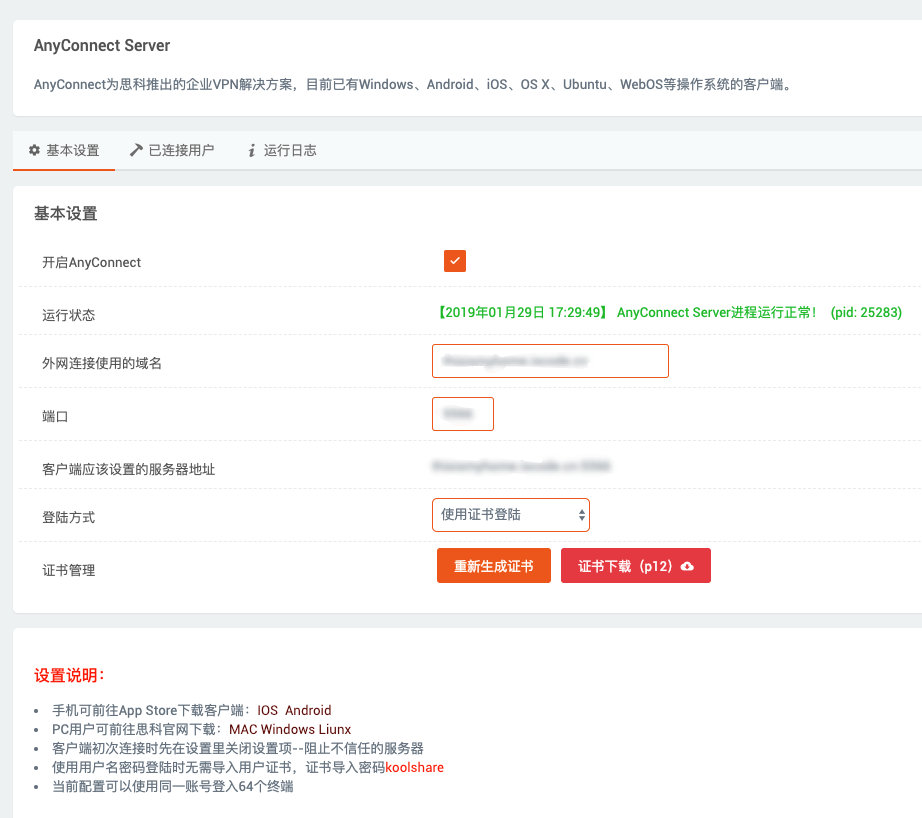 AnyConnect Server
AnyConnect为思科推出的企业VPN解决方案，目前已有Windows、Android、iOS、OS X、Ubuntu、WebOS等操作系统的客户端。
基本设置 已连接用户 运行日志
基本设置
开启AnyConnect
运行状态 【2019年01月29日 17:29:49】 AnyConnect Server进程运行正常！ (pid: 25283)
外网连接使用的域名
端口
客户端应该设置的服务器地址
登陆方式 使用证书登陆
证书管理 重新生成证书 证书下载（p12）
设置说明：
手机可前往App Store下载客户端：IOS Android
PC用户可前往思科官网下载：MAC Windows Liunx
客户端初次连接时先在设置里关闭设置项--阻止不信任的服务器
使用用户名密码登陆时无需导入用户证书，证书导入密码koolshare
当前配置可以使用同一账号登入64个终端